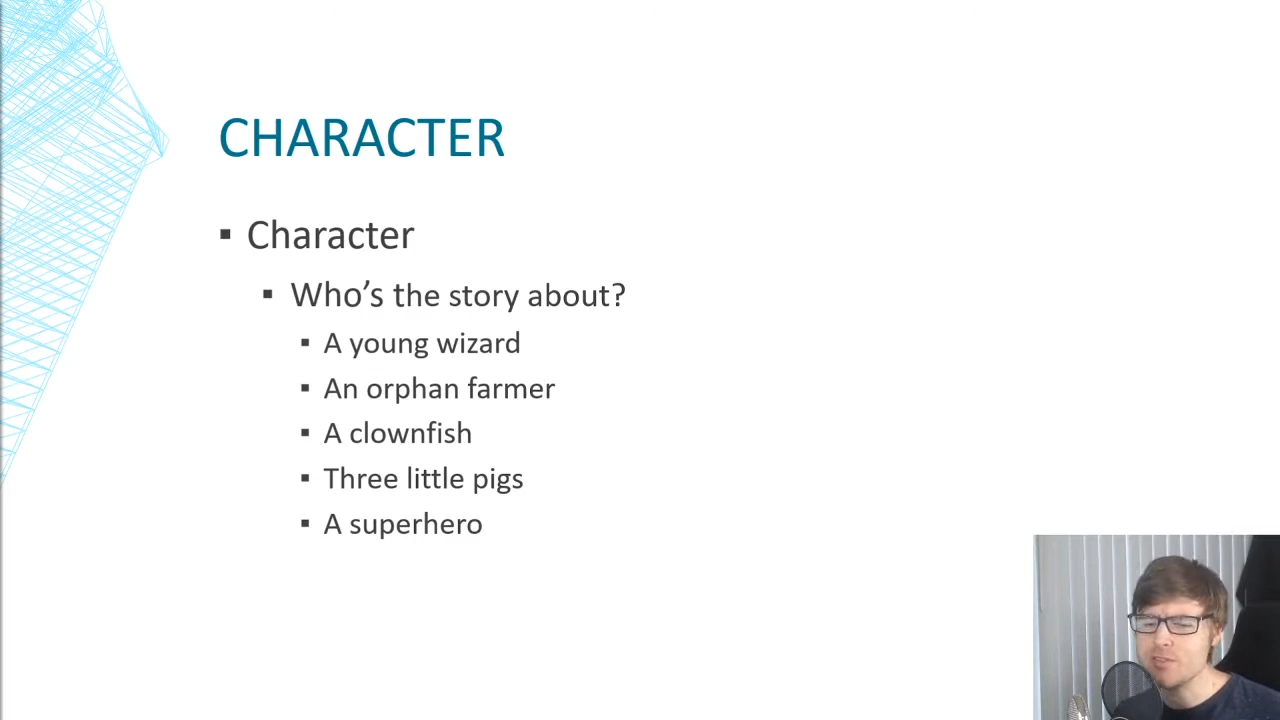 CHARACTER
▪ Character
▪ Who’s the story about?
▪ A young wizard
▪ An orphan farmer
▪ A clownfish
▪ Three little pigs
▪ A superhero